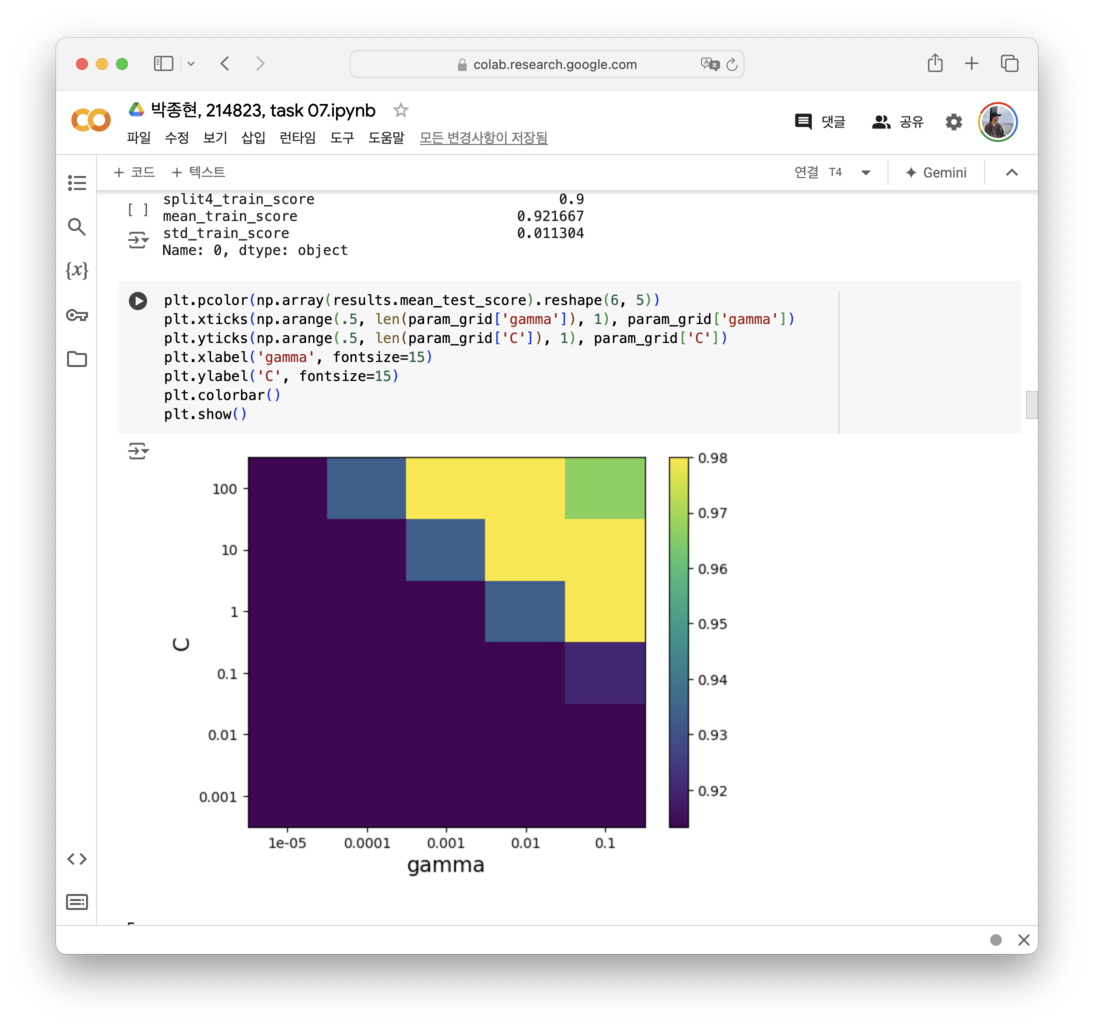 colab.research.google.com
박종현, 214823, task 07.ipynb
파일 수정 보기 삽입 런타임 도구 도움말 모든 변경사항이 저장됨
댓글 공유
+ 코드 + 텍스트
연결 T4 Gemini
{x}
[ ]
split4_train_score 0.9
mean_train_score 0.921667
std_train_score 0.011304
Name: 0, dtype: object
plt.pcolor(np.array(results.mean_test_score).reshape(6, 5))
plt.xticks(np.arange(.5, len(param_grid['gamma']), 1), param_grid['gamma'])
plt.yticks(np.arange(.5, len(param_grid['C']), 1), param_grid['C'])
plt.xlabel('gamma', fontsize=15)
plt.ylabel('C', fontsize=15)
plt.colorbar()
plt.show()
100
10
1
0.1
0.01
0.001
C
1e-05 0.0001 0.001 0.01 0.1
gamma
0.98
0.97
0.96
0.95
0.94
0.93
0.92